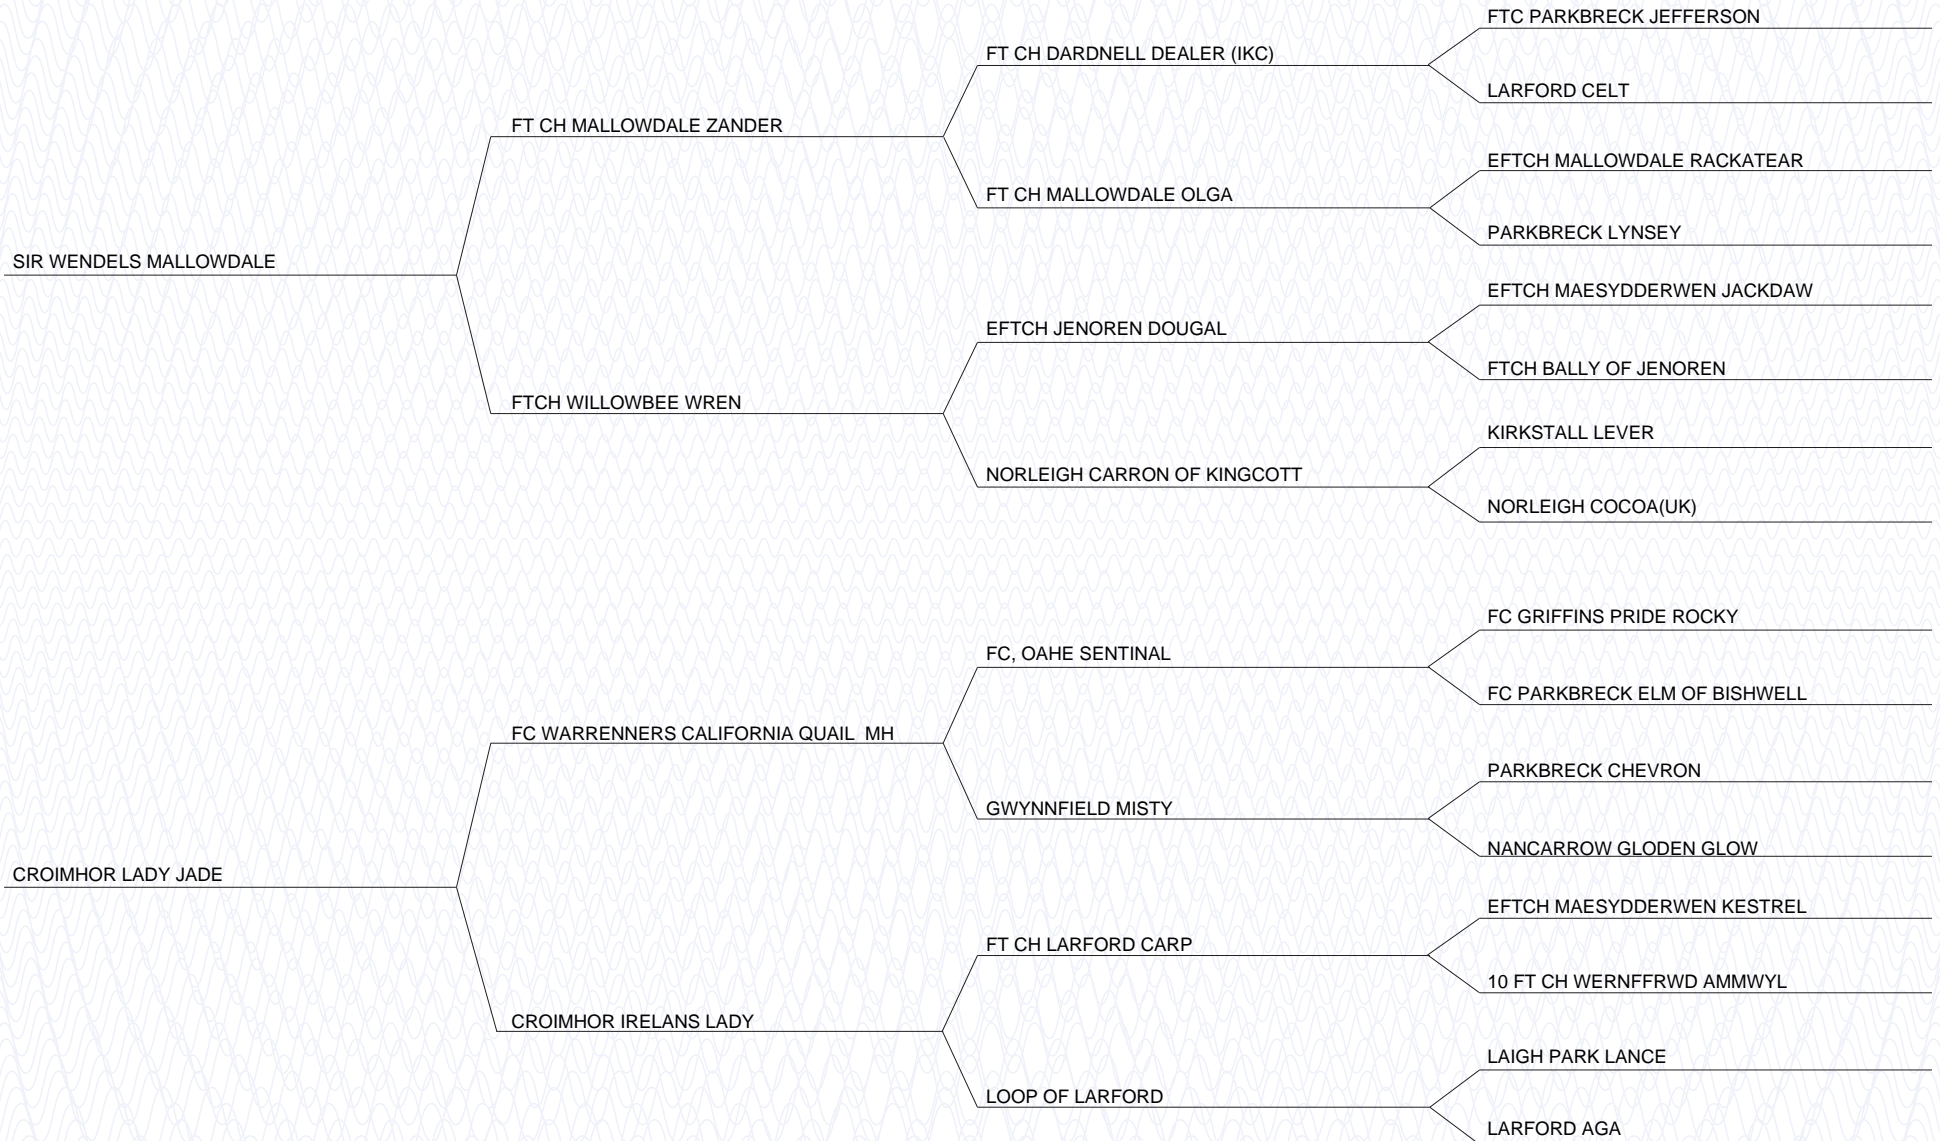 FTC PARKBRECK JEFFERSON
FT CH DARDNELL DEALER (IKC)
LARFORD CELT
FT CH MALLOWDALE ZANDER
EFTCH MALLOWDALE RACKATEAR
FT CH MALLOWDALE OLGA
PARKBRECK LYNSEY
SIR WENDELS MALLOWDALE
EFTCH MAESYDDERWEN JACKDAW
EFTCH JENOREN DOUGAL
FTCH BALLY OF JENOREN
FTCH WILLOWBEE WREN
KIRKSTALL LEVER
NORLEIGH CARRON OF KINGCOTT
NORLEIGH COCOA(UK)
FC GRIFFINS PRIDE ROCKY
FC, OAHE SENTINAL
FC PARKBRECK ELM OF BISHWELL
FC WARRENNERS CALIFORNIA QUAIL  MH
PARKBRECK CHEVRON
GWYNNFIELD MISTY
NANCARROW GLODEN GLOW
CROIMHOR LADY JADE
EFTCH MAESYDDERWEN KESTREL
FT CH LARFORD CARP
10 FT CH WERNFFRWD AMMWYL
CROIMHOR IRELANS LADY
LAIGH PARK LANCE
LOOP OF LARFORD
LARFORD AGA